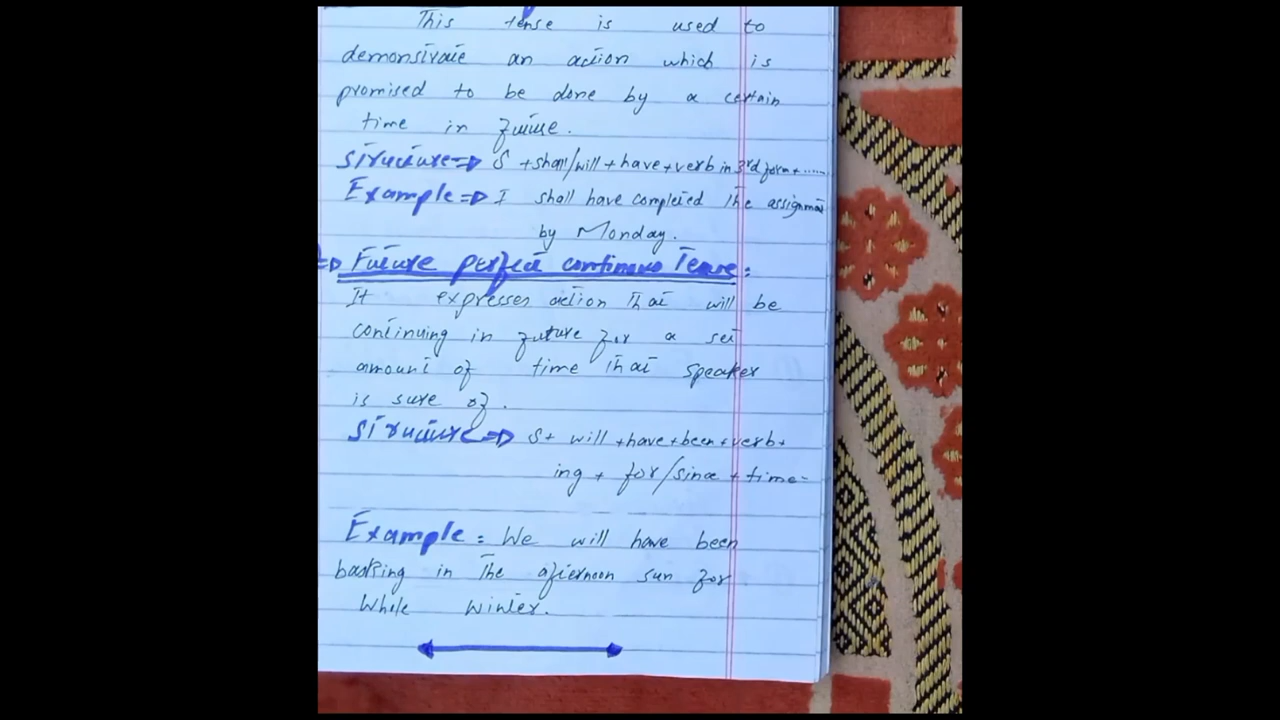 This tense is used to
demonstrate an action which is
promised to be done by a certain
time in future.
Structure => S + shall/will + have + verb in 3rd form + ......
Example => I shall have completed the assignment
by Monday.
=> Future perfect continuous Tense:
It expresses action that will be
continuing in future for a set
amount of time that speaker
is sure of.
Structure => S + will + have + been + verb +
ing + for/since + time-
Example: We will have been
basking in the afternoon sun for
whole winter.